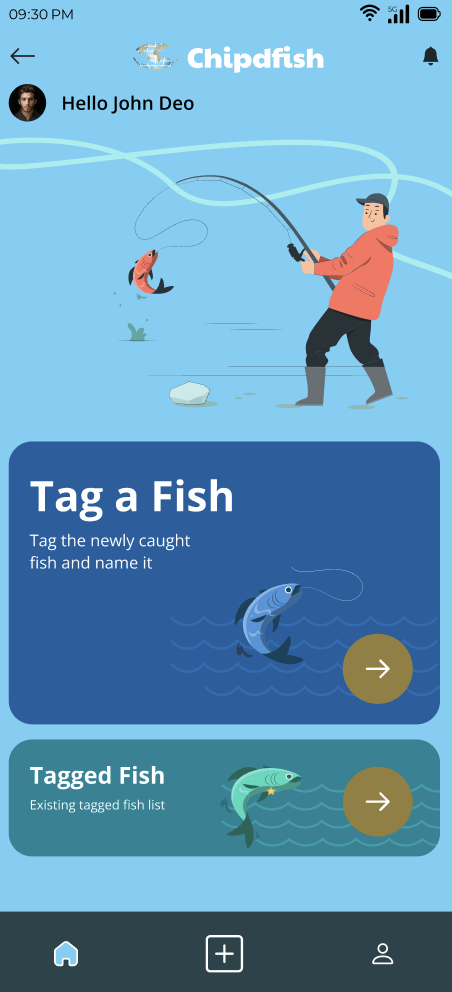 09:30 PM
5G
Chipdfish
Hello John Deo
Tag a Fish
Tag the newly caught
fish and name it
Tagged Fish
Existing tagged fish list